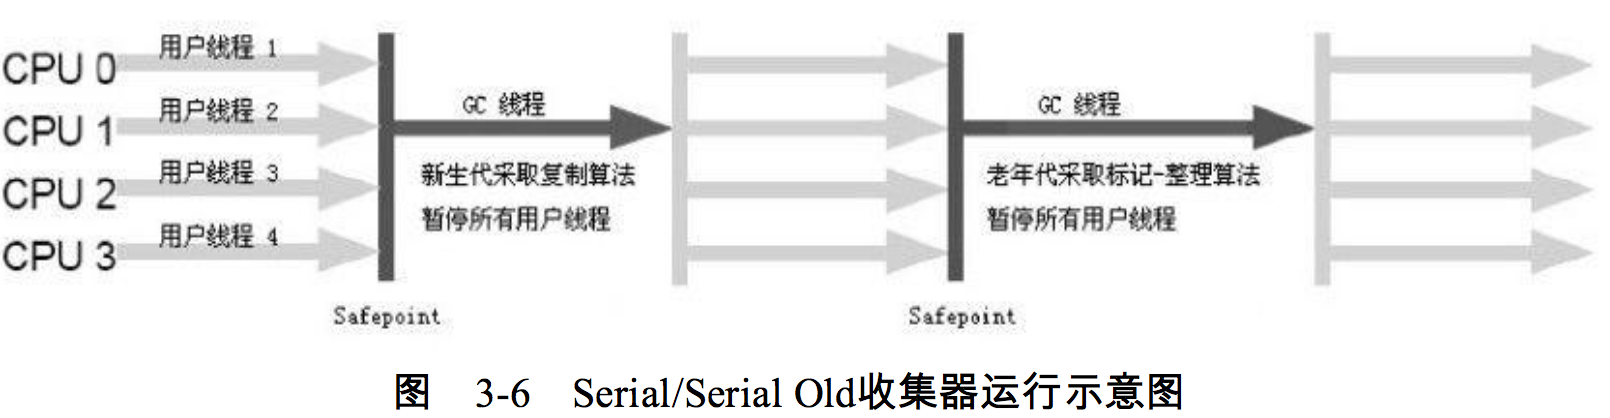 CPU 0
用户线程 1
CPU 1
用户线程 2
CPU 2
用户线程 3
CPU 3
用户线程 4
Safepoint
GC 线程
新生代采取复制算法
暂停所有用户线程
Safepoint
GC 线程
老年代采取标记-整理算法
暂停所有用户线程
图 3-6 Serial/Serial Old收集器运行示意图